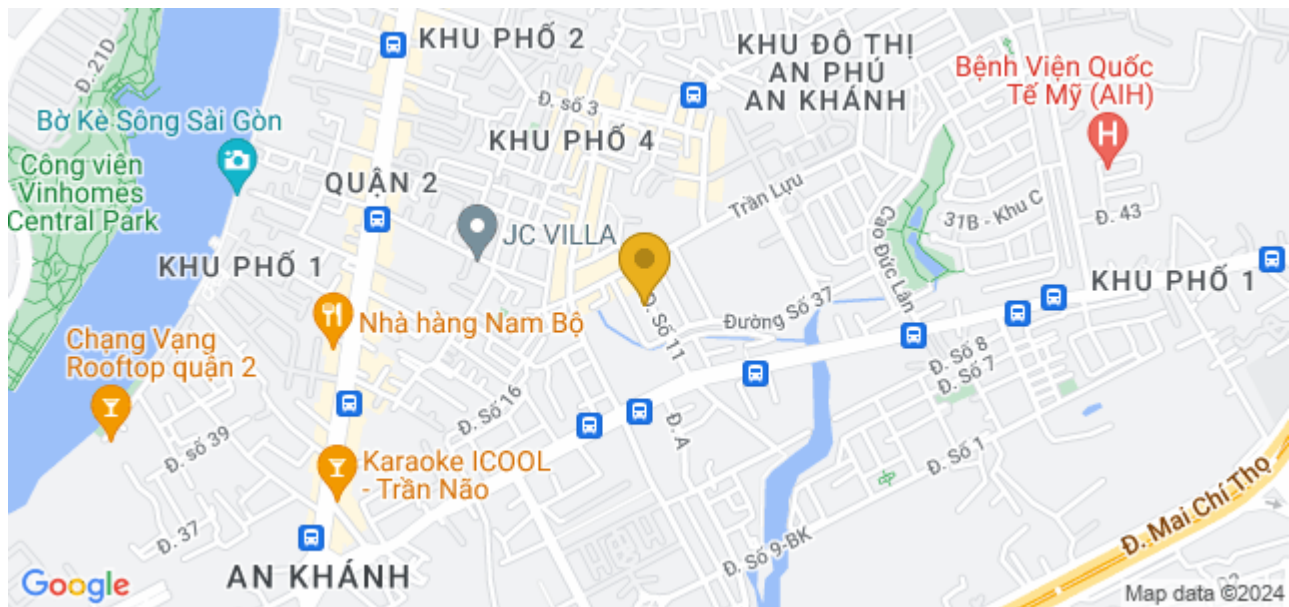 Đ. 21D
KHU PHỐ 2
KHU ĐÔ THỊ
AN PHÚ
AN KHÁNH
Bệnh Viện Quốc
Tế Mỹ (AIH)
H
Đ. số 3
Bờ Kè Sông Sài Gòn
KHU PHỐ 4
Công viên
Vinhomes
Central Park
QUẬN 2
Trần Lựu
31B - Khu C
Đ. 43
JC VILLA
Cao Đức Lân
KHU PHỐ 1
KHU PHỐ 1
Đ. Số 11
Đường Số 37
Nhà hàng Nam Bộ
Chạng Vạng
Rooftop quận 2
Đ. Số 8
Đ. Số 7
Đ. Số 16
Đ. A
Đ. số 39
Đ. Số 1
Karaoke ICOOL
- Trần Não
Đ. Mai Chí Thọ
Đ. 37
Đ. Số 9-BK
AN KHÁNH
Google
Map data ©2024